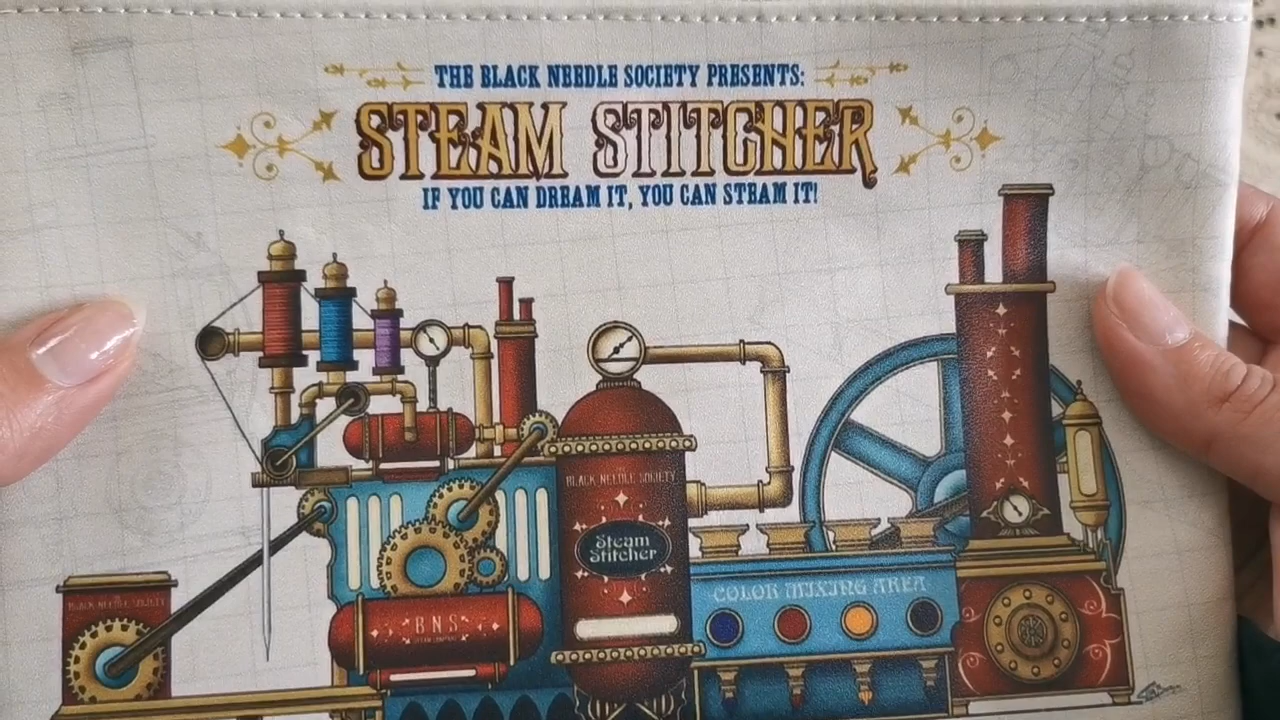 THE BLACK NEEDLE SOCIETY PRESENTS:
STEAM STITCHER
IF YOU CAN DREAM IT, YOU CAN STEAM IT!
BLACK NEEDLE SOCIETY
Steam
Stitcher
COLOR MIXING AREA
BLACK NEEDLE SOCIETY
BNS